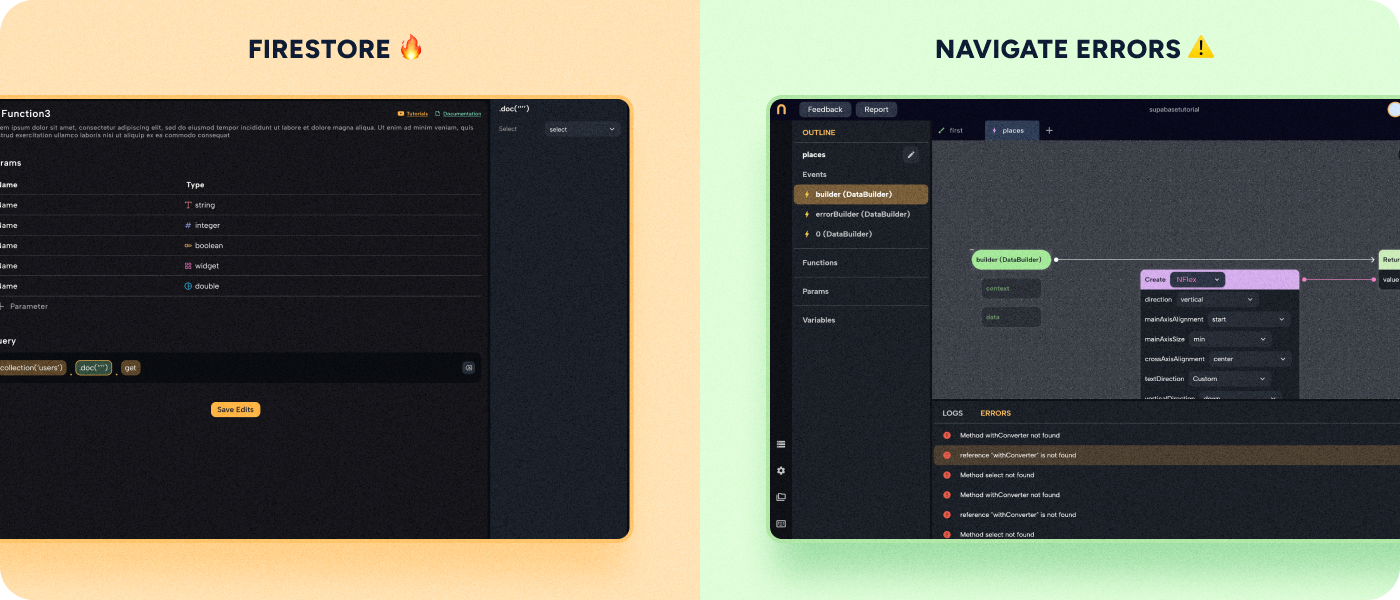 FIRESTORE
Function3
Tutorials
Documentation
em ipsum dolor sit amet, consectetur adipiscing elit, sed do eiusmod tempor incididunt ut labore et dolore magna aliqua. Ut enim ad minim veniam, quis
strud exercitation ullamco laboris nisi ut aliquip ex ea commodo consequat
rams
Name Type
Name string
Name integer
Name boolean
Name widget
Name double
Parameter
uery
collection('users') . .doc("") . get
Save Edits
.doc("")
Select select
NAVIGATE ERRORS
Feedback Report
supabasetutorial
OUTLINE
places
Events
builder (DataBuilder)
errorBuilder (DataBuilder)
0 (DataBuilder)
Functions
Params
Variables
first places
builder (DataBuilder)
context
data
Create NFlex
direction vertical
mainAxisAlignment start
mainAxisSize min
crossAxisAlignment center
textDirection Custom
verticalDirection down
Retur
value
LOGS ERRORS
Method withConverter not found
reference "withConverter" is not found
Method select not found
Method withConverter not found
reference "withConverter" is not found
Method select not found